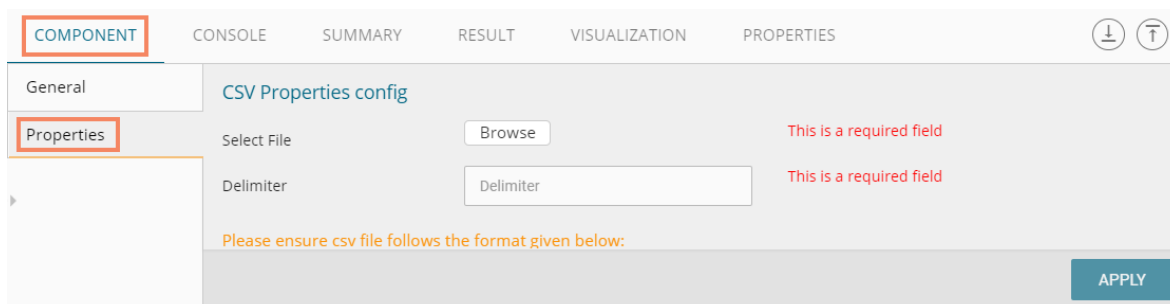 COMPONENT CONSOLE SUMMARY RESULT VISUALIZATION PROPERTIES
General
Properties
CSV Properties config
Select File Browse This is a required field
Delimiter Delimiter This is a required field
Please ensure csv file follows the format given below:
APPLY